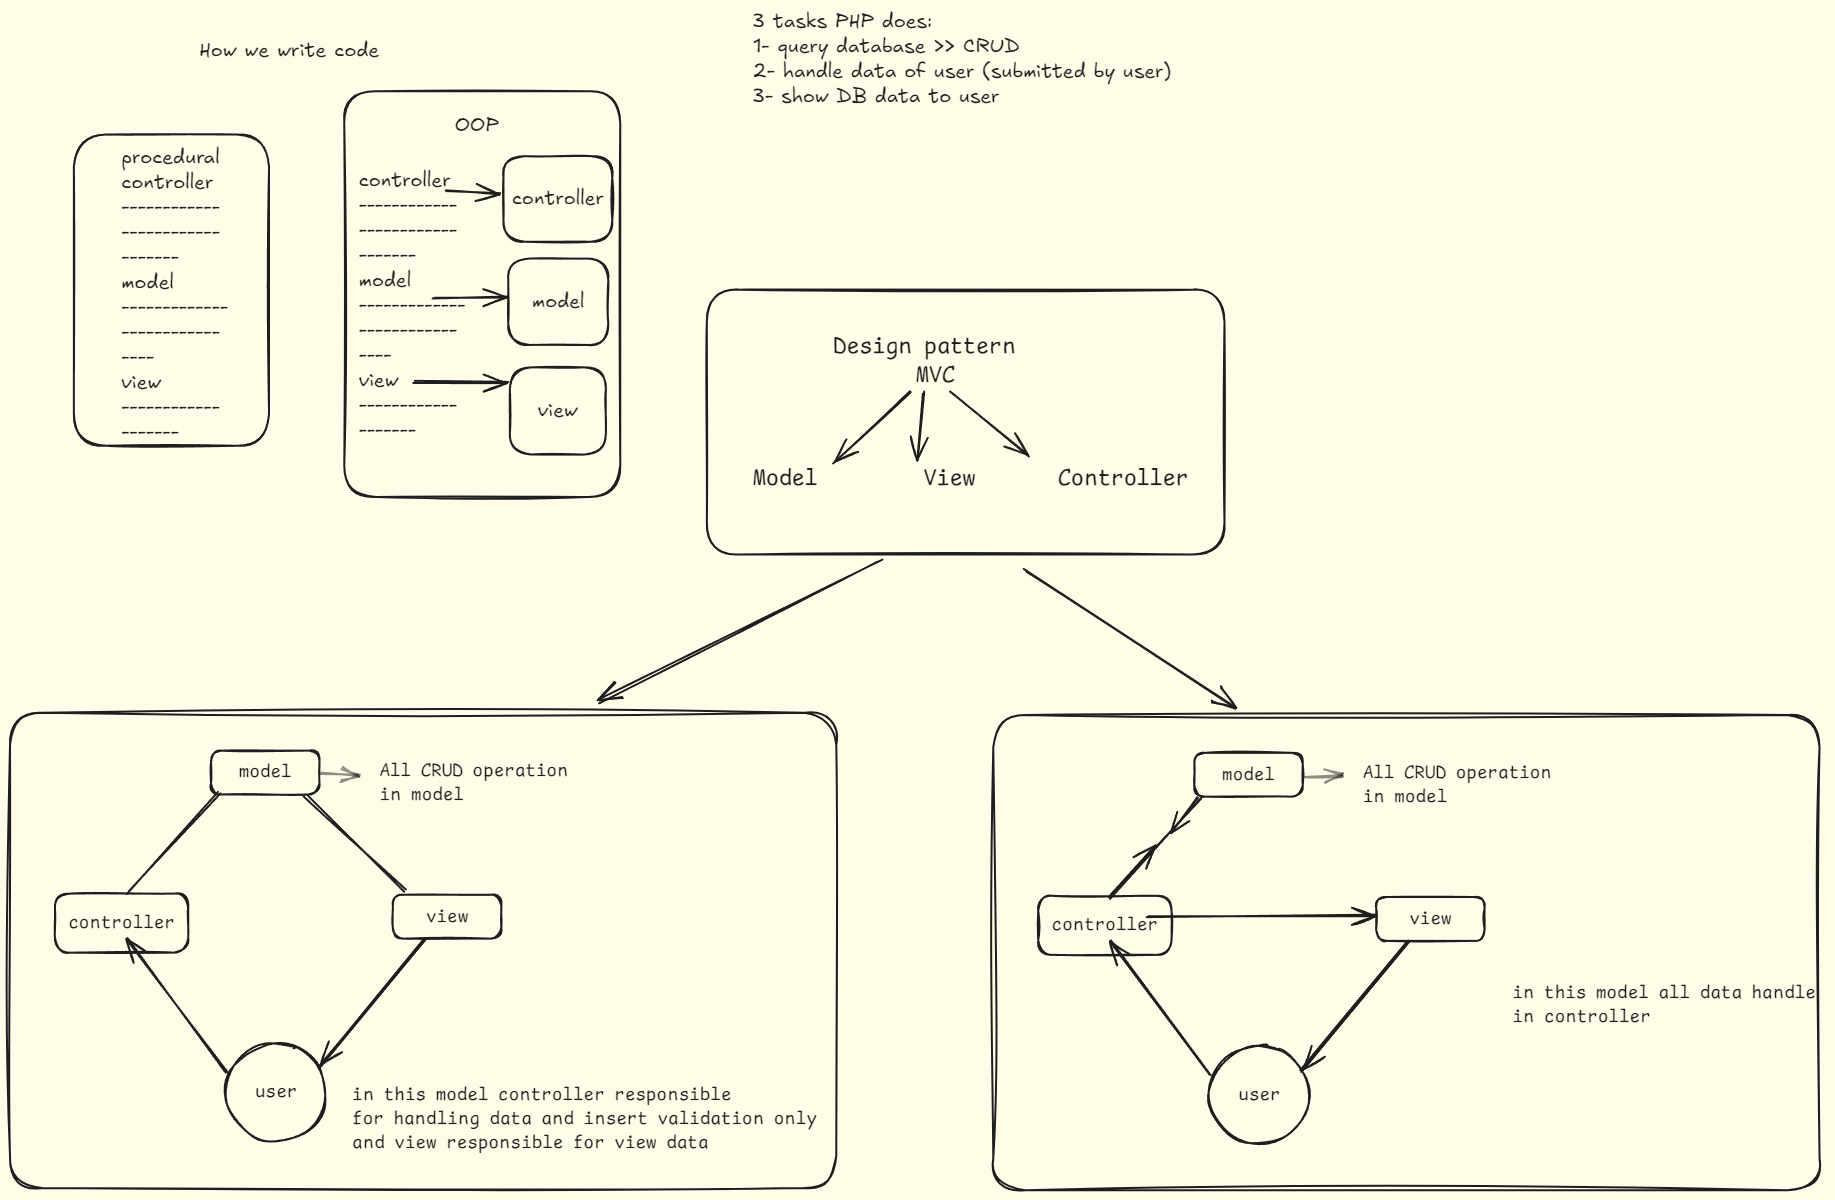 How we write code
3 tasks PHP does:
1- query database >> CRUD
2- handle data of user (submitted by user)
3- show DB data to user
procedural
controller
------------
------------
-------
model
-------------
------------
----
view
------------
-------
OOP
controller
------------
------------
-------
model
-------------
------------
----
view
------------
-------
controller
model
view
Design pattern
MVC
Model
View
Controller
model
All CRUD operation
in model
controller
view
user
in this model controller responsible
for handling data and insert validation only
and view responsible for view data
model
All CRUD operation
in model
controller
view
in this model all data handle
in controller
user